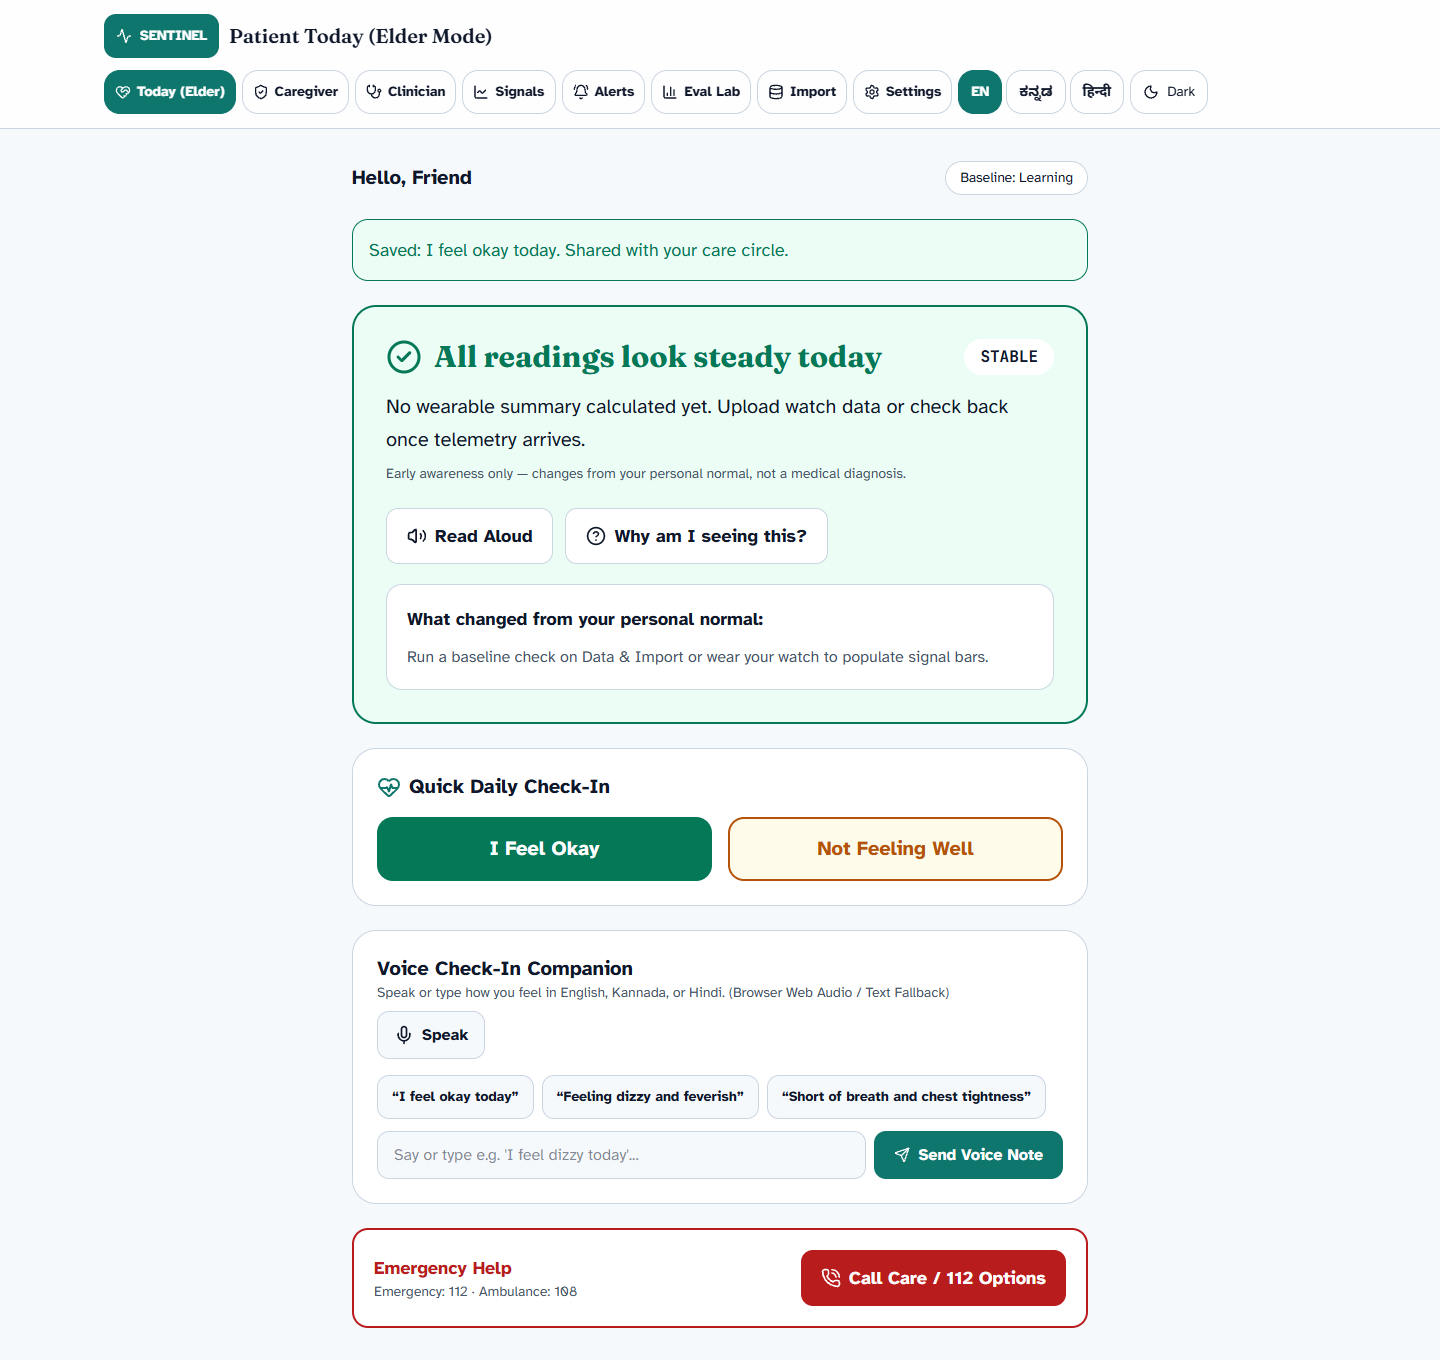 SENTINEL Patient Today (Elder Mode)
Today (Elder) Caregiver Clinician Signals Alerts Eval Lab Import Settings EN ಕನ್ನಡ हिन्दी Dark
Hello, Friend Baseline: Learning
Saved: I feel okay today. Shared with your care circle.
All readings look steady today STABLE
No wearable summary calculated yet. Upload watch data or check back
once telemetry arrives.
Early awareness only — changes from your personal normal, not a medical diagnosis.
Read Aloud Why am I seeing this?
What changed from your personal normal:
Run a baseline check on Data & Import or wear your watch to populate signal bars.
Quick Daily Check-In
I Feel Okay Not Feeling Well
Voice Check-In Companion
Speak or type how you feel in English, Kannada, or Hindi. (Browser Web Audio / Text Fallback)
Speak
“I feel okay today” “Feeling dizzy and feverish” “Short of breath and chest tightness”
Say or type e.g. 'I feel dizzy today'... Send Voice Note
Emergency Help
Emergency: 112 · Ambulance: 108
Call Care / 112 Options